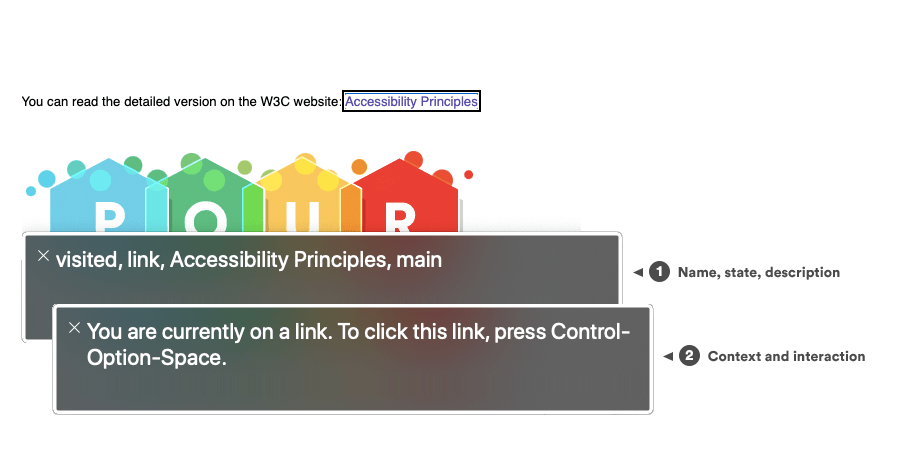 You can read the detailed version on the W3C website: Accessibility Principles
P O U R
visited, link, Accessibility Principles, main
1 Name, state, description
You are currently on a link. To click this link, press Control-
Option-Space.
2 Context and interaction